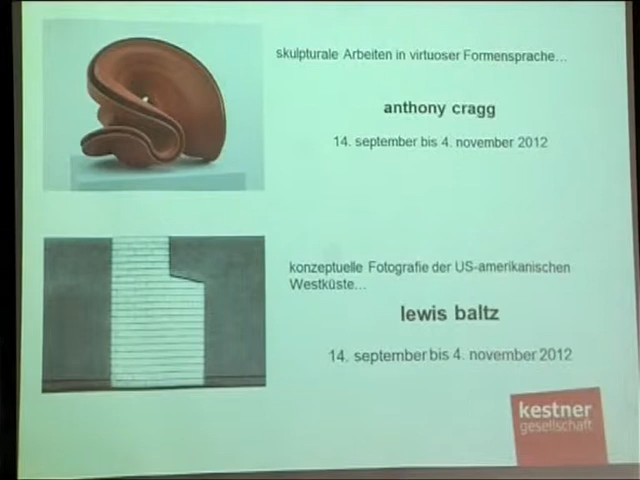 skulpturale Arbeiten in virtuoser Formensprache...
anthony cragg
14. september bis 4. november 2012
konzeptuelle Fotografie der US-amerikanischen
Westküste...
lewis baltz
14. september bis 4. november 2012
kestner
gesellschaft